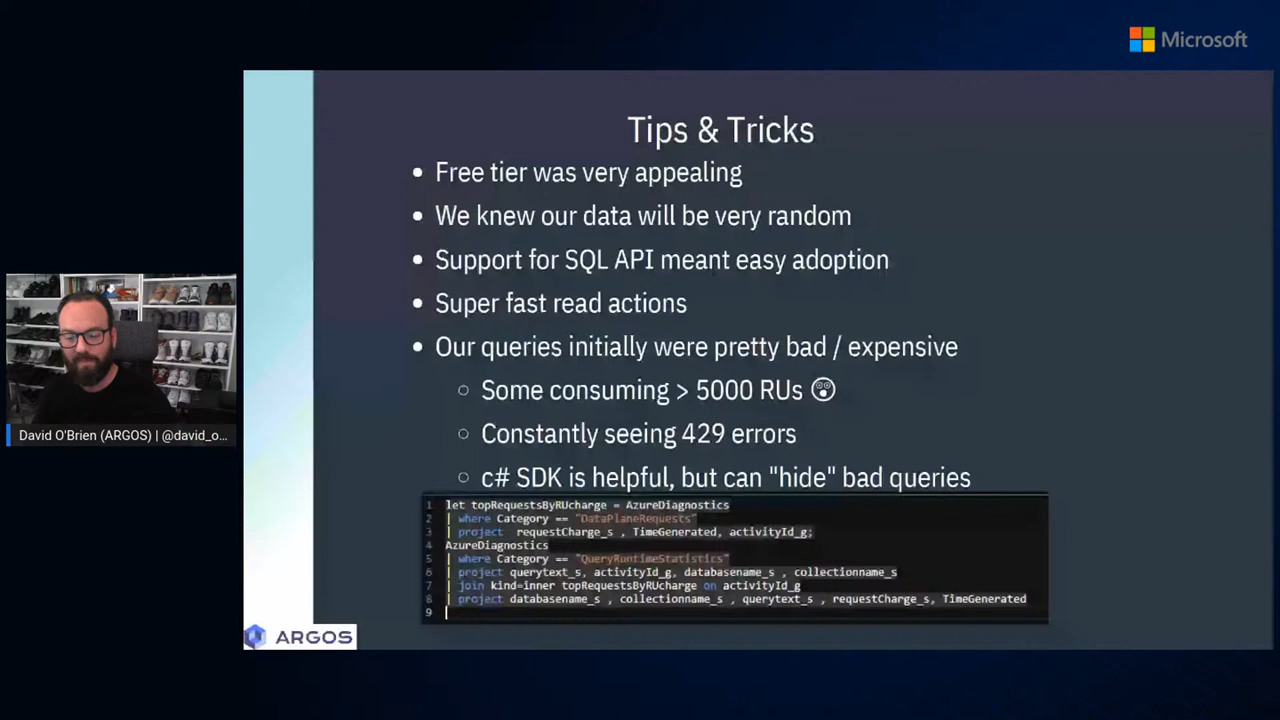 Microsoft
Tips & Tricks
Free tier was very appealing
We knew our data will be very random
Support for SQL API meant easy adoption
Super fast read actions
Our queries initially were pretty bad / expensive
Some consuming > 5000 RUs 😲
Constantly seeing 429 errors
c# SDK is helpful, but can "hide" bad queries
1 let topRequestsByRUcharge = AzureDiagnostics
2 | where Category == "DataPlaneRequests"
3 | project requestCharge_s , TimeGenerated, activityId_g;
4 AzureDiagnostics
5 | where Category == "QueryRuntimeStatistics"
6 | project querytext_s, activityId_g, databasename_s , collectionname_s
7 | join kind=inner topRequestsByRUcharge on activityId_g
8 | project databasename_s , collectionname_s , querytext_s , requestCharge_s, TimeGenerated
9
David O'Brien (ARGOS) | @david_o...
ARGOS